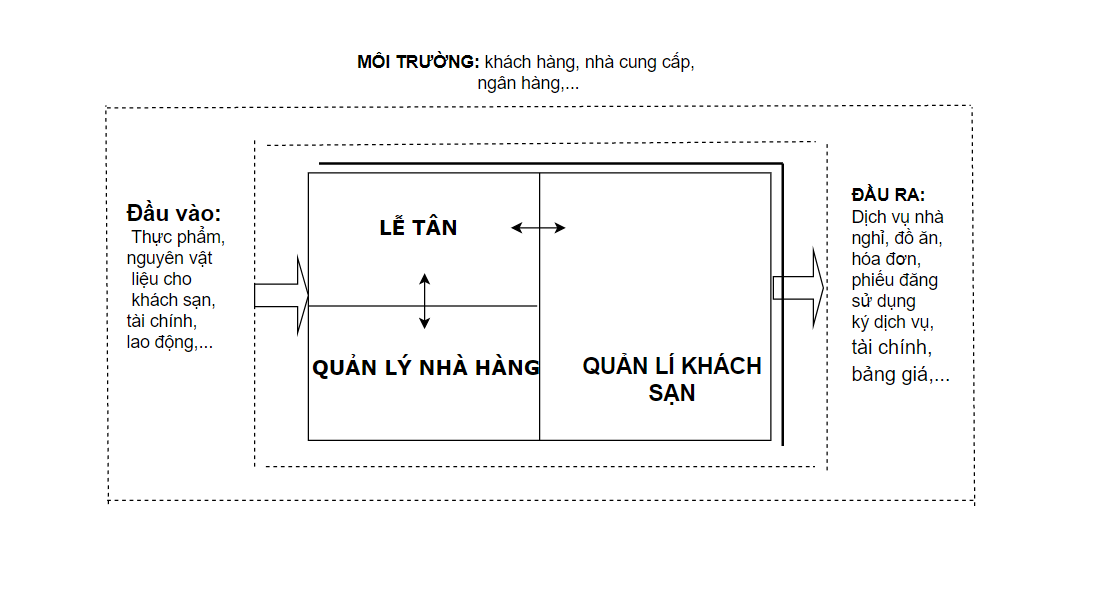 MÔI TRƯỜNG: khách hàng, nhà cung cấp,
ngân hàng,...
Đầu vào:
Thực phẩm,
nguyên vật
liệu cho
khách sạn,
tài chính,
lao động,...
LỄ TÂN
QUẢN LÝ NHÀ HÀNG
QUẢN LÍ KHÁCH
SẠN
ĐẦU RA:
Dịch vụ nhà
nghỉ, đồ ăn,
hóa đơn,
phiếu đăng
sử dụng
ký dịch vụ,
tài chính,
bảng giá,...